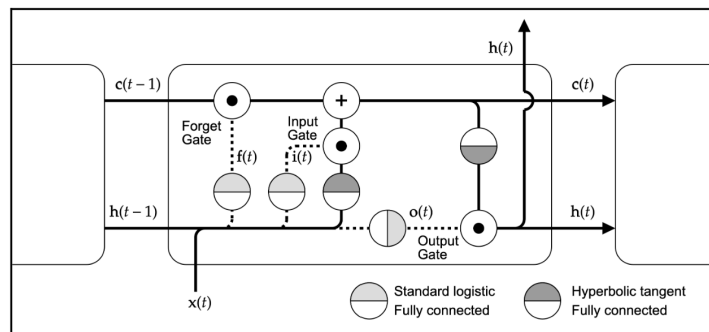 h(t)
c(t−1)
c(t)
+
Forget
Gate
Input
Gate
f(t)
i(t)
h(t−1)
o(t)
h(t)
Output
Gate
x(t)
Standard logistic
Fully connected
Hyperbolic tangent
Fully connected